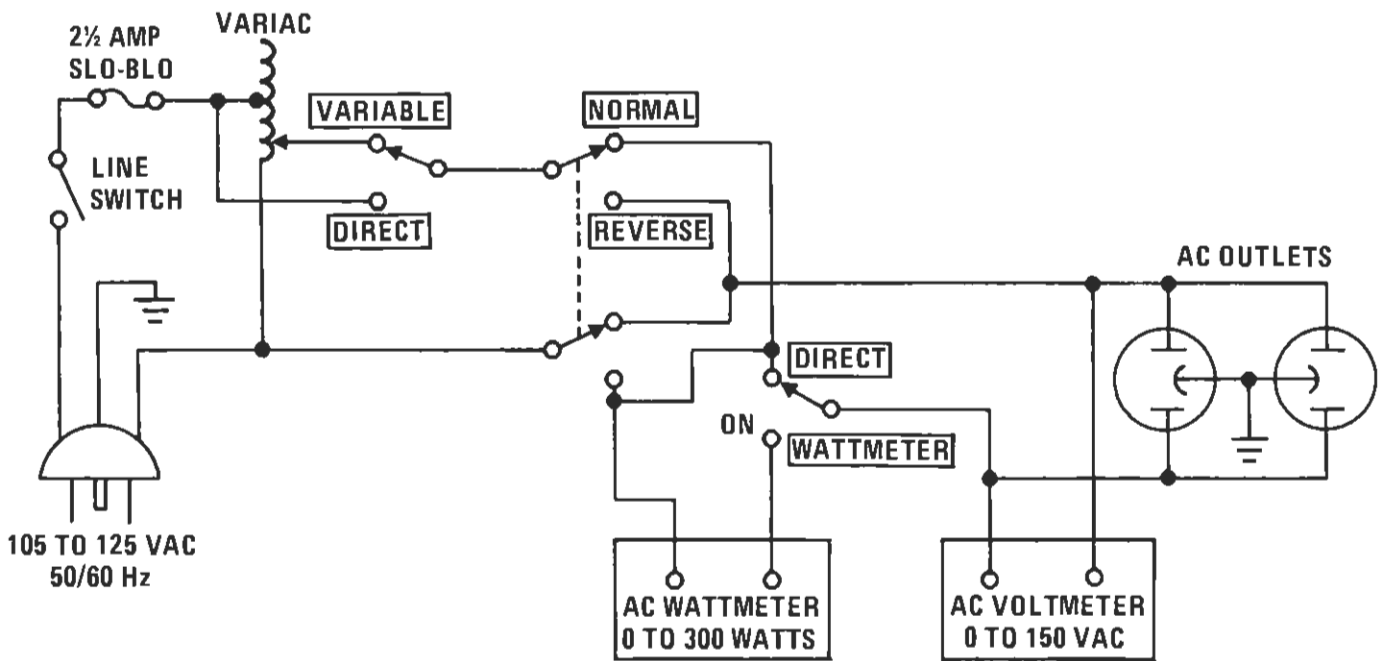 VARIAC
2½ AMP
SLO-BLO
VARIABLE
NORMAL
LINE
SWITCH
DIRECT
REVERSE
AC OUTLETS
DIRECT
ON
WATTMETER
105 TO 125 VAC
50/60 Hz
AC WATTMETER
0 TO 300 WATTS
AC VOLTMETER
0 TO 150 VAC